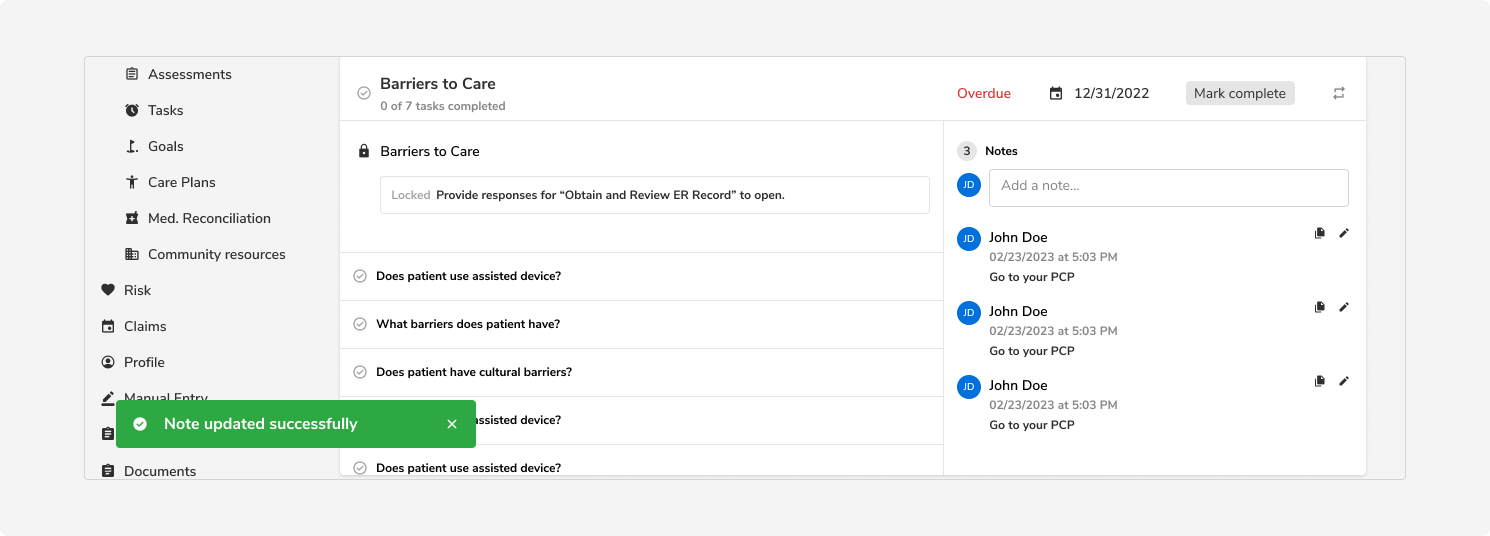 Assessments
Tasks
Goals
Care Plans
Med. Reconciliation
Community resources
Risk
Claims
Profile
Manual Entry
Documents
Note updated successfully
Barriers to Care
0 of 7 tasks completed
Overdue
12/31/2022
Mark complete
Barriers to Care
Locked Provide responses for “Obtain and Review ER Record” to open.
Does patient use assisted device?
What barriers does patient have?
Does patient have cultural barriers?
assisted device?
Does patient use assisted device?
3 Notes
JD
Add a note...
JD
John Doe
02/23/2023 at 5:03 PM
Go to your PCP
JD
John Doe
02/23/2023 at 5:03 PM
Go to your PCP
JD
John Doe
02/23/2023 at 5:03 PM
Go to your PCP